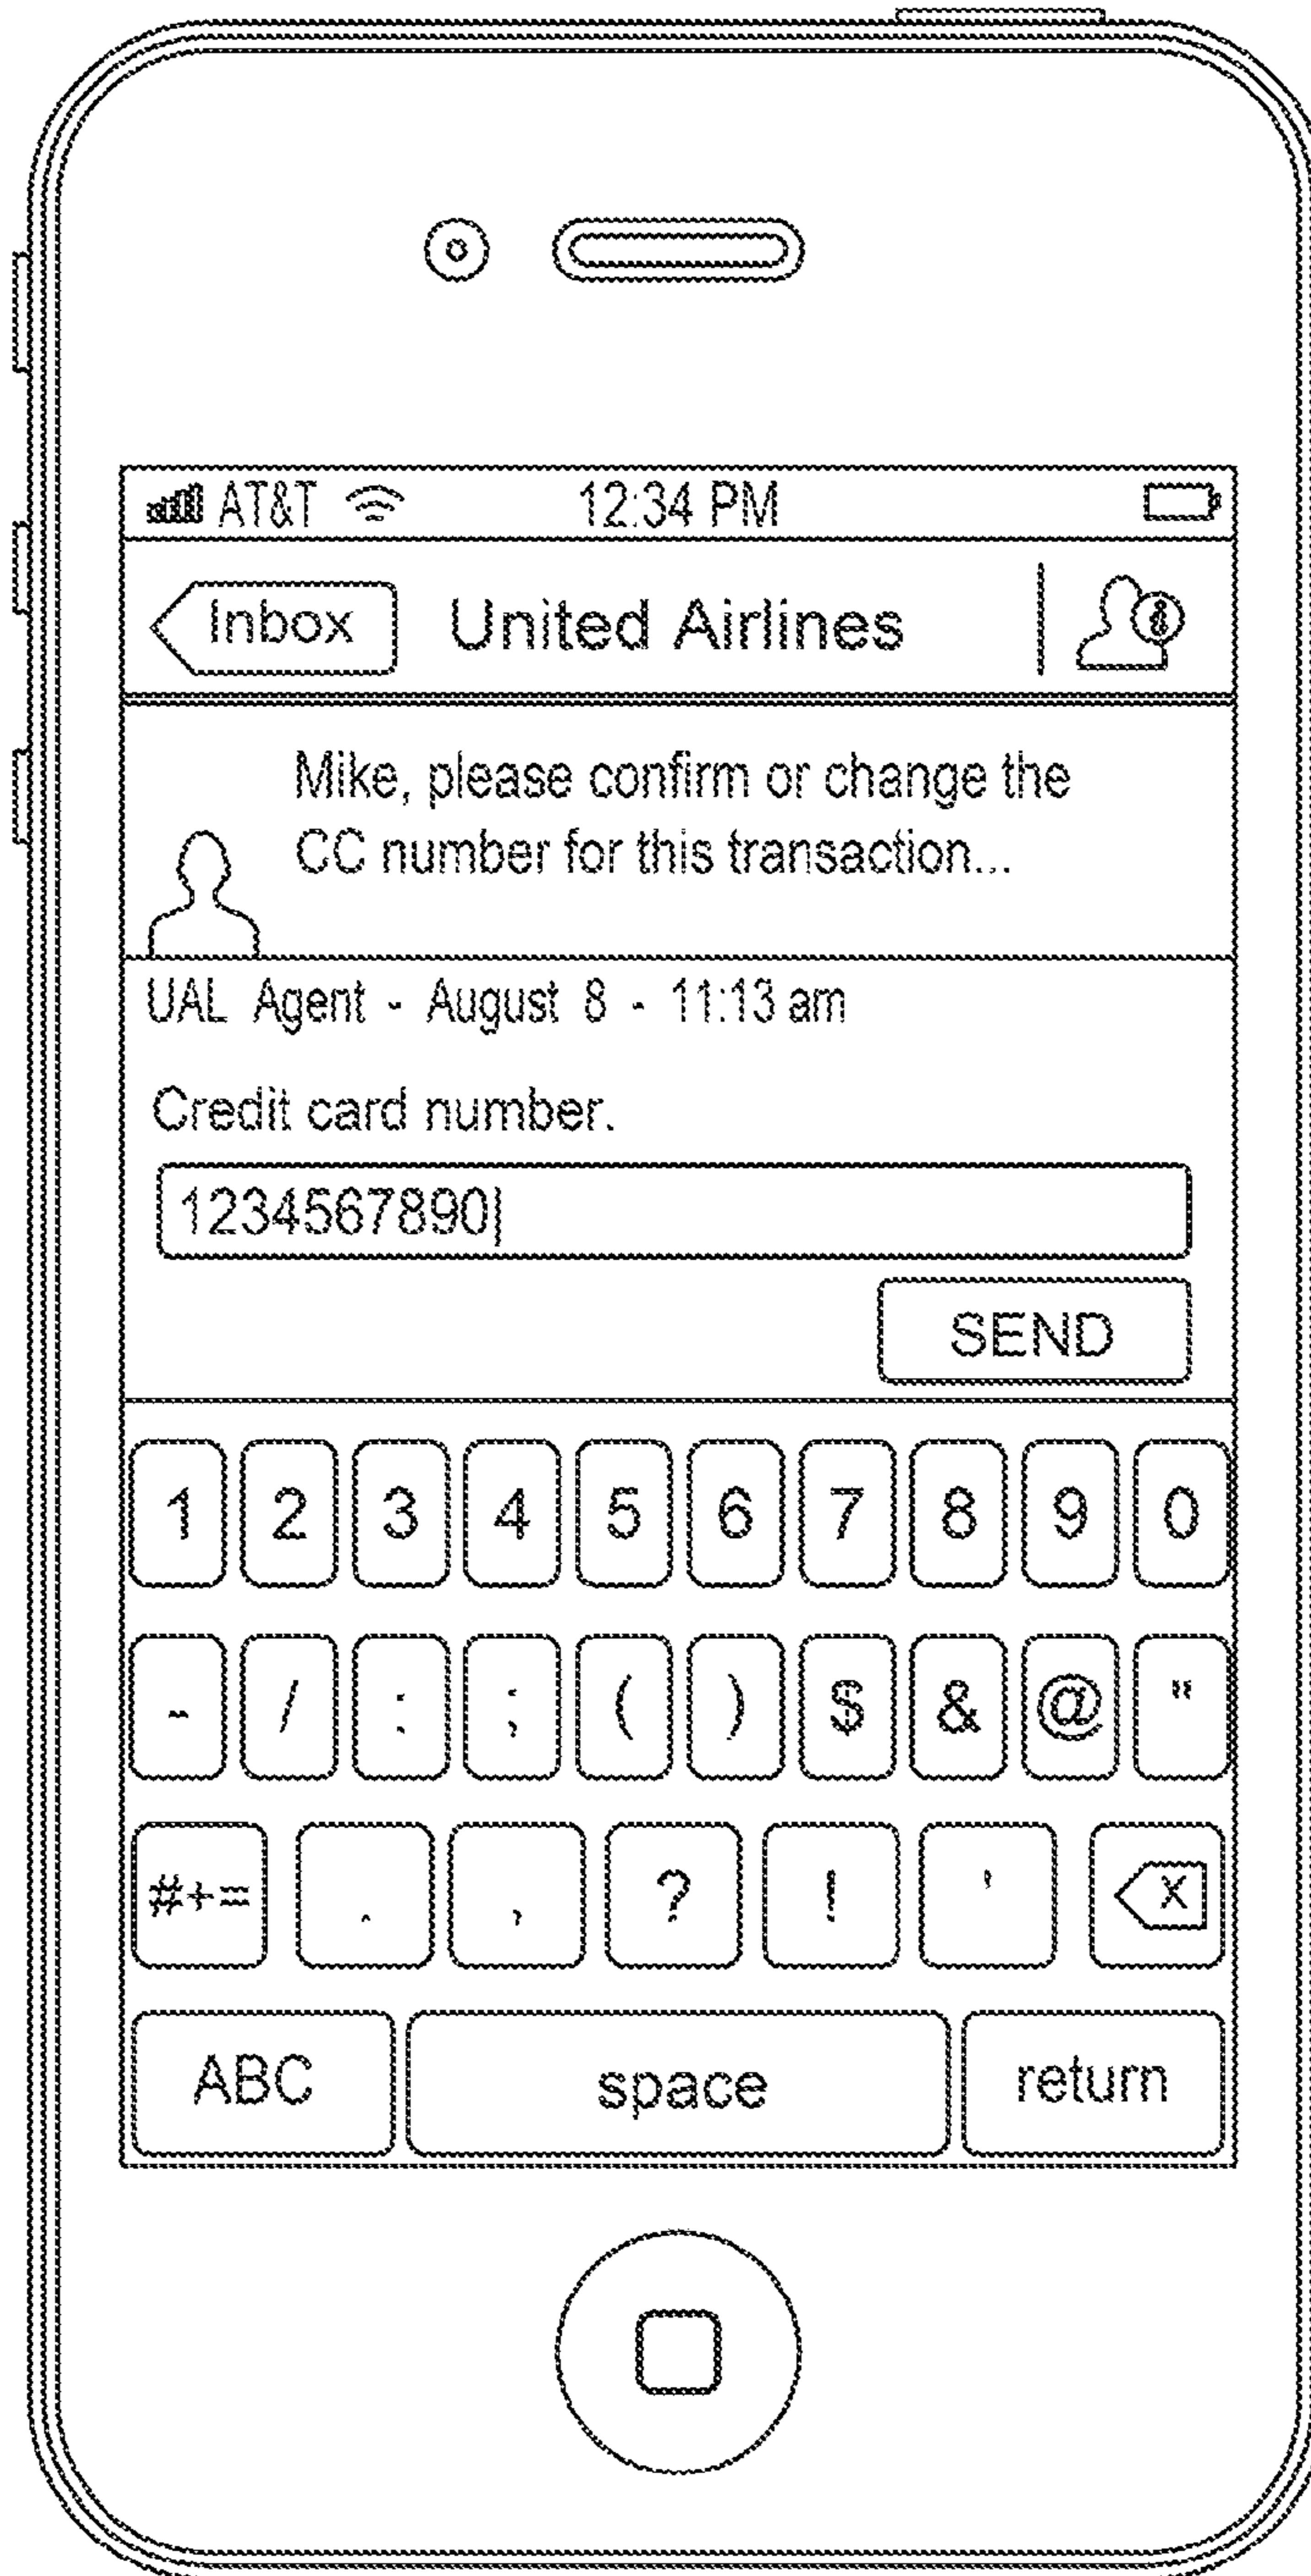 AT&T 12:34 PM
Inbox United Airlines
Mike, please confirm or change the
CC number for this transaction...
UAL Agent - August 8 - 11:13 am
Credit card number.
1234567890
SEND
1 2 3 4 5 6 7 8 9 0
- / : ; ( ) $ & @ "
#+= . , ? ! ' X
ABC space return